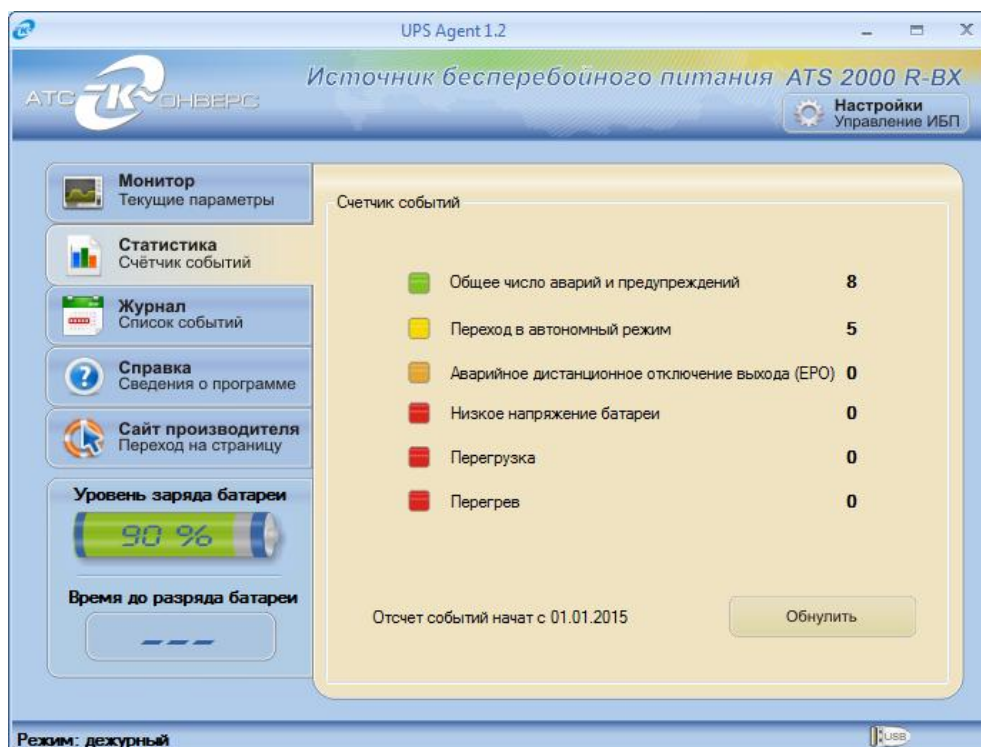 UPS Agent 1.2
АТС КОНВЕРС
Источник бесперебойного питания ATS 2000 R-BX
Настройки
Управление ИБП
Монитор
Текущие параметры
Статистика
Счётчик событий
Журнал
Список событий
Справка
Сведения о программе
Сайт производителя
Переход на страницу
Уровень заряда батареи
90 %
Время до разряда батареи
---
Счетчик событий
Общее число аварий и предупреждений 8
Переход в автономный режим 5
Аварийное дистанционное отключение выхода (EPO) 0
Низкое напряжение батареи 0
Перегрузка 0
Перегрев 0
Отсчет событий начат с 01.01.2015
Обнулить
Режим: дежурный
USB